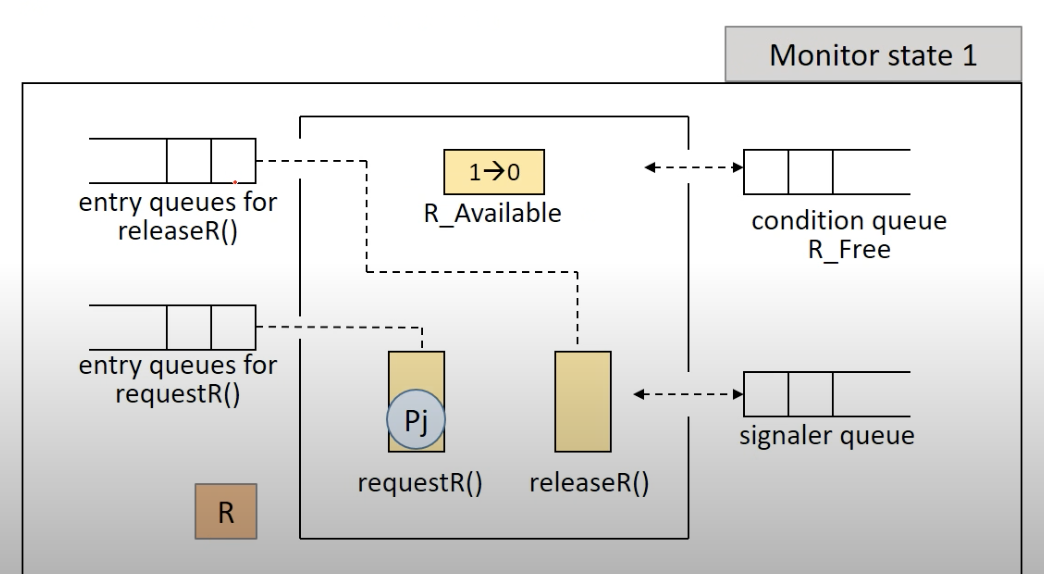 Monitor state 1
entry queues for
releaseR()
1→0
R_Available
condition queue
R_Free
entry queues for
requestR()
Pj
signaler queue
requestR()
releaseR()
R